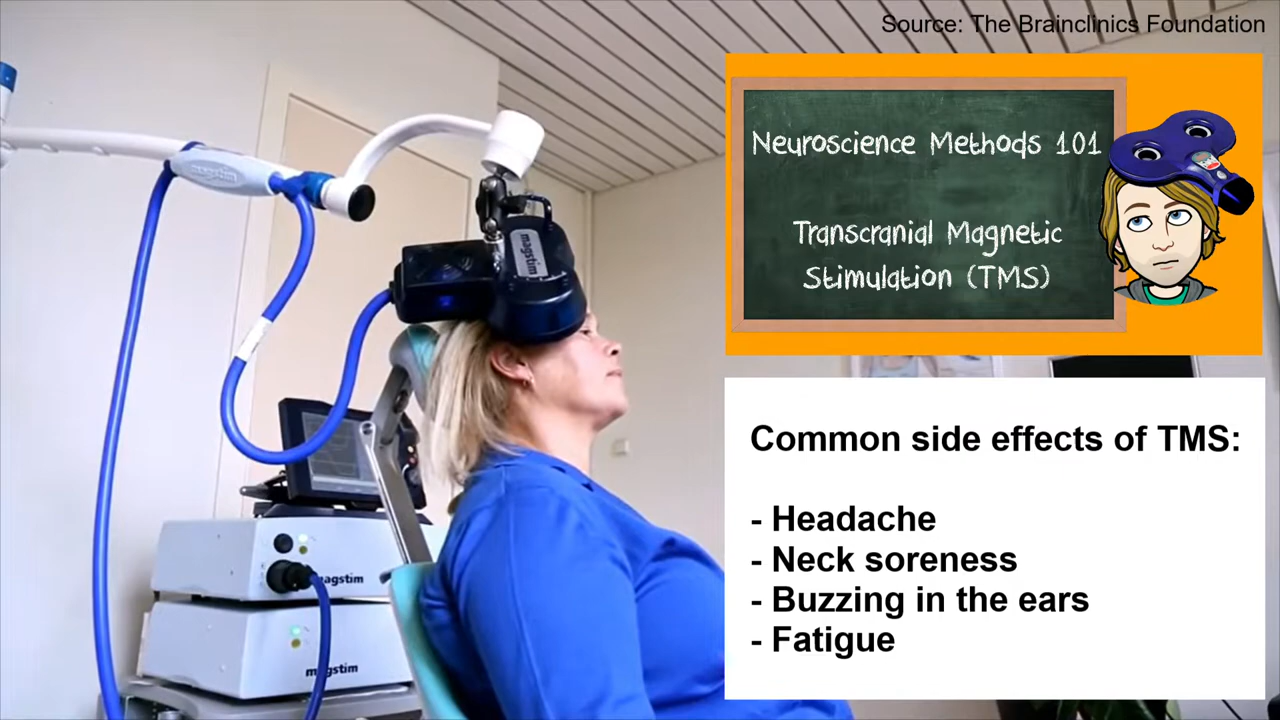 Source: The Brainclinics Foundation
Neuroscience Methods 101
Transcranial Magnetic
Stimulation (TMS)
magstim
magstim
Common side effects of TMS:
- Headache
- Neck soreness
- Buzzing in the ears
- Fatigue
magstim
magstim